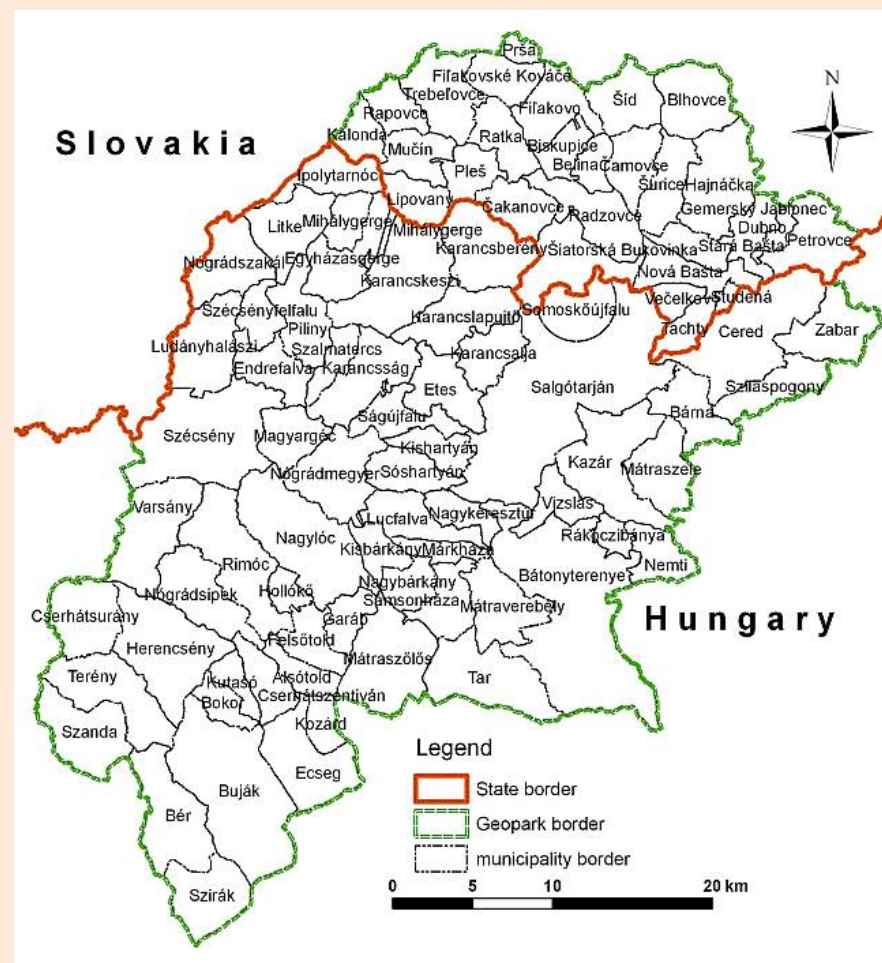 Prša
Fiľakovské Kováče
Trebeľovce
Šíd
Blhovce
N
Rapovce
Fiľakovo
Slovakia
Kalonda
Ratka
Mučín
Biskupice
Belina
Čamovce
Pleš
Ipolytarnóc
Šurice
Hajnáčka
Lipovany
Čakanovce
Gemerský Jablonec
Litke
Mihálygerge
Radzovce
Dubno
Mihálygerge
Petrovce
Karancsberény
Šiatorská Bukovinka
Stará Bašta
Nógrádszakál
Egyházasgerge
Nová Bašta
Karancskeszi
Večelkov
Studená
Szécsényfelfalu
Somoskőújfalu
Karancslapujtő
Piliny
Tachty
Cered
Zabar
Ludányhalászi
Szalmatercs
Karancsalja
Endrefalva
Karancsság
Etes
Salgótarján
Szilaspogony
Ságújfalu
Bárna
Szécsény
Magyargéc
Kishartyán
Kazár
Nógrádmegyer
Sóshartyán
Mátraszele
Varsány
Vizslás
Lucfalva
Nagykeresztúr
Nagylóc
Rákóczibánya
Kisbárkány
Márkháza
Rimóc
Nemti
Bátonyterenye
Nógrádsipek
Hollókő
Nagybárkány
Sámsonháza
Mátraverebély
Cserhátsurány
Garáb
Hungary
Felsőtold
Herencsény
Mátraszőlős
Terény
Alsótold
Tar
Kutasó
Cserhátszentiván
Bokor
Szanda
Kozárd
Legend
Ecseg
State border
Buják
Geopark border
Bér
municipality border
0 5 10 20 km
Szirák